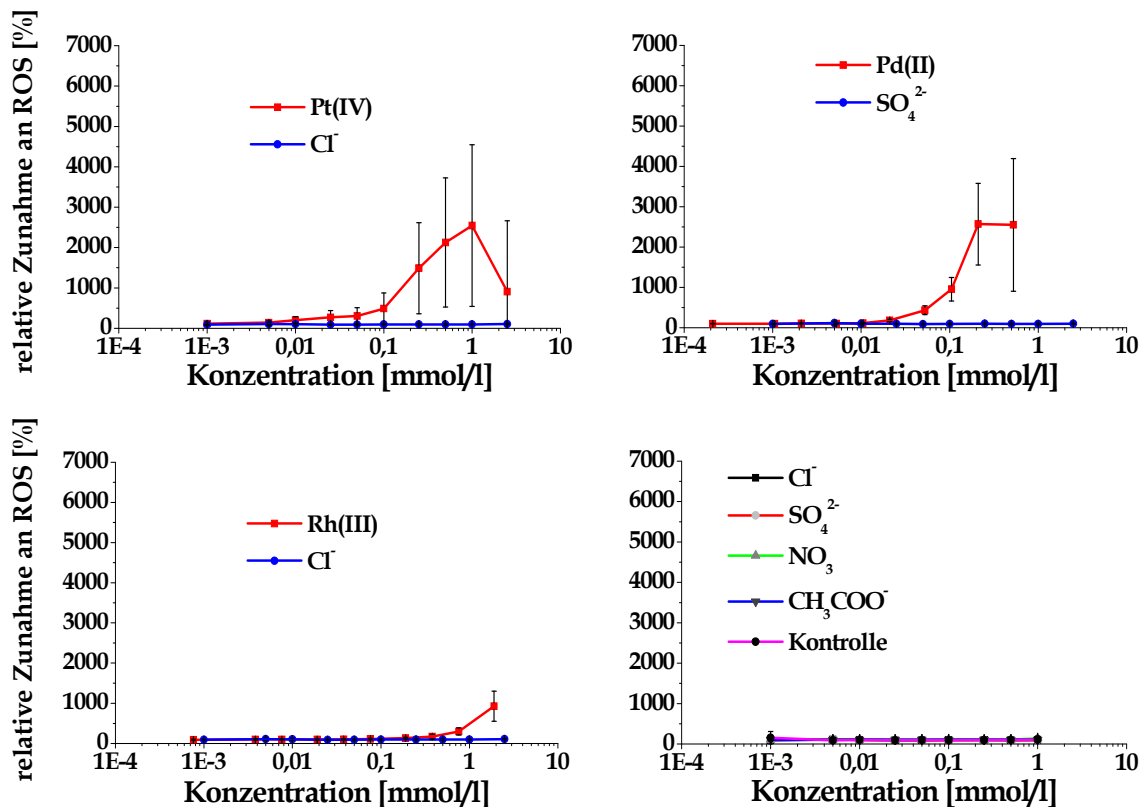 relative Zunahme an ROS [%]
7000
6000
5000
4000
3000
2000
1000
0
Pt(IV)
Cl⁻
1E-4 1E-3 0,01 0,1 1 10
Konzentration [mmol/l]
7000
6000
5000
4000
3000
2000
1000
0
Pd(II)
SO₄²⁻
1E-4 1E-3 0,01 0,1 1 10
Konzentration [mmol/l]
relative Zunahme an ROS [%]
7000
6000
5000
4000
3000
2000
1000
0
Rh(III)
Cl⁻
1E-4 1E-3 0,01 0,1 1 10
Konzentration [mmol/l]
7000
6000
5000
4000
3000
2000
1000
0
Cl⁻
SO₄²⁻
NO₃
CH₃COO⁻
Kontrolle
1E-4 1E-3 0,01 0,1 1 10
Konzentration [mmol/l]